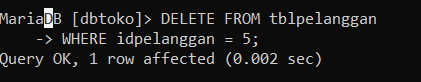 MariaDB [dbtoko]> DELETE FROM tblpelanggan
    -> WHERE idpelanggan = 5;
Query OK, 1 row affected (0.002 sec)